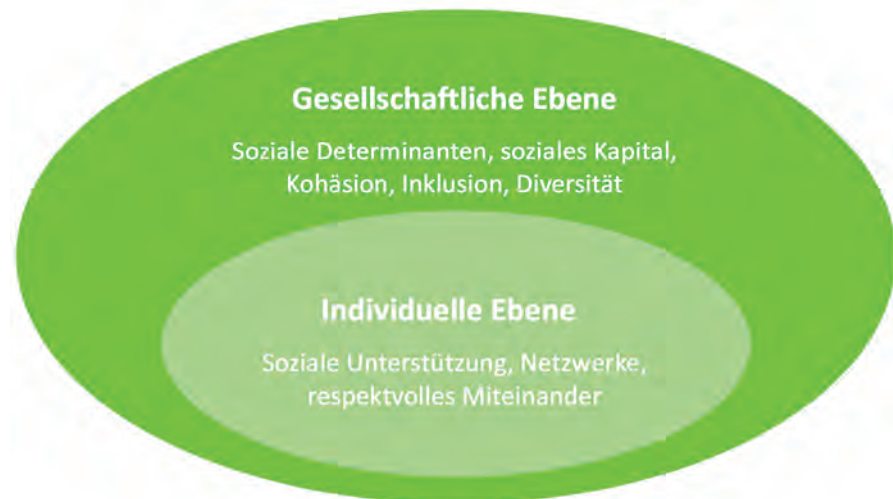 Gesellschaftliche Ebene
Soziale Determinanten, soziales Kapital,
Kohäsion, Inklusion, Diversität
Individuelle Ebene
Soziale Unterstützung, Netzwerke,
respektvolles Miteinander